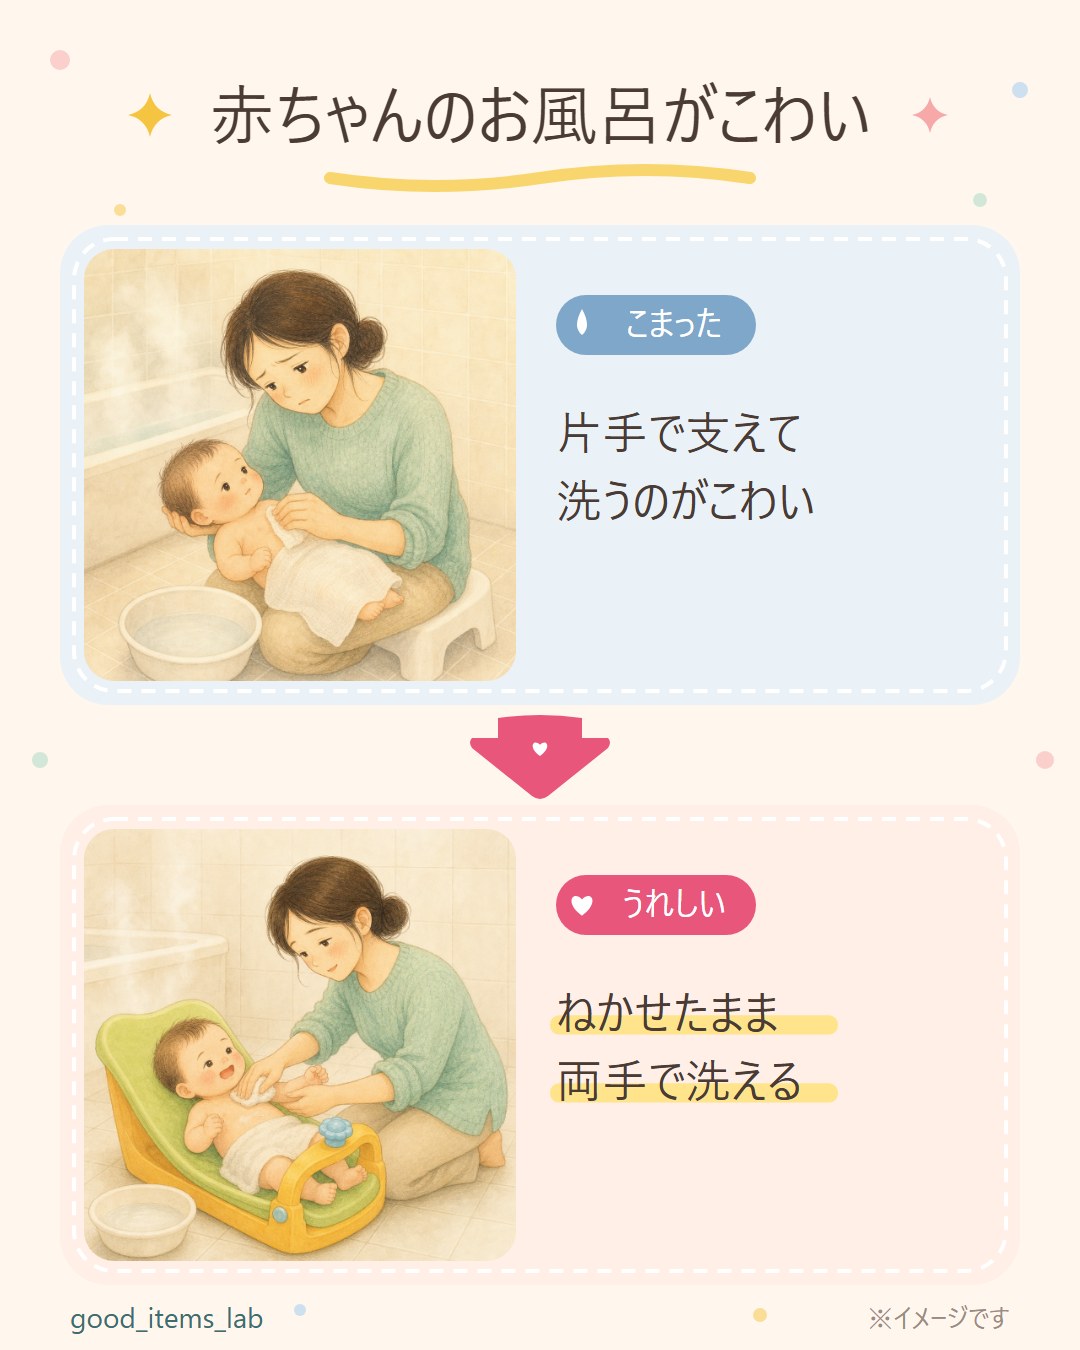 赤ちゃんのお風呂がこわい
こまった
片手で支えて
洗うのがこわい
うれしい
ねかせたまま
両手で洗える
good_items_lab
※イメージです